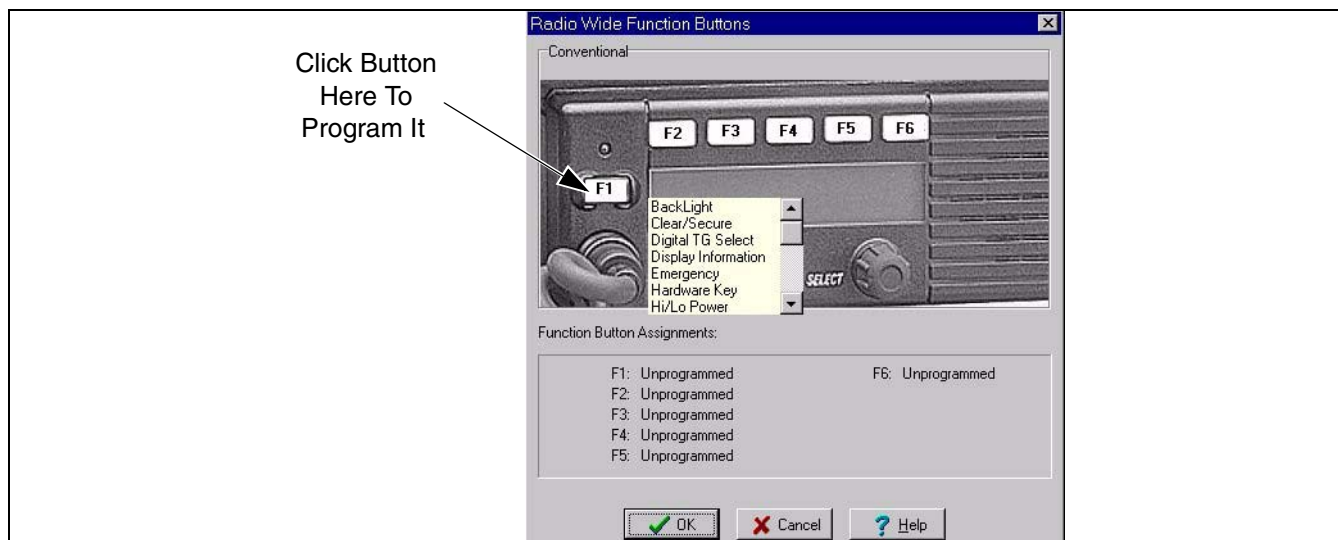 Radio Wide Function Buttons
Conventional
Click Button
Here To
Program It
F1
F2
F3
F4
F5
F6
BackLight
Clear/Secure
Digital TG Select
Display Information
Emergency
Hardware Key
Hi/Lo Power
SELECT
Function Button Assignments:
F1: Unprogrammed
F2: Unprogrammed
F3: Unprogrammed
F4: Unprogrammed
F5: Unprogrammed
F6: Unprogrammed
OK
Cancel
? Help